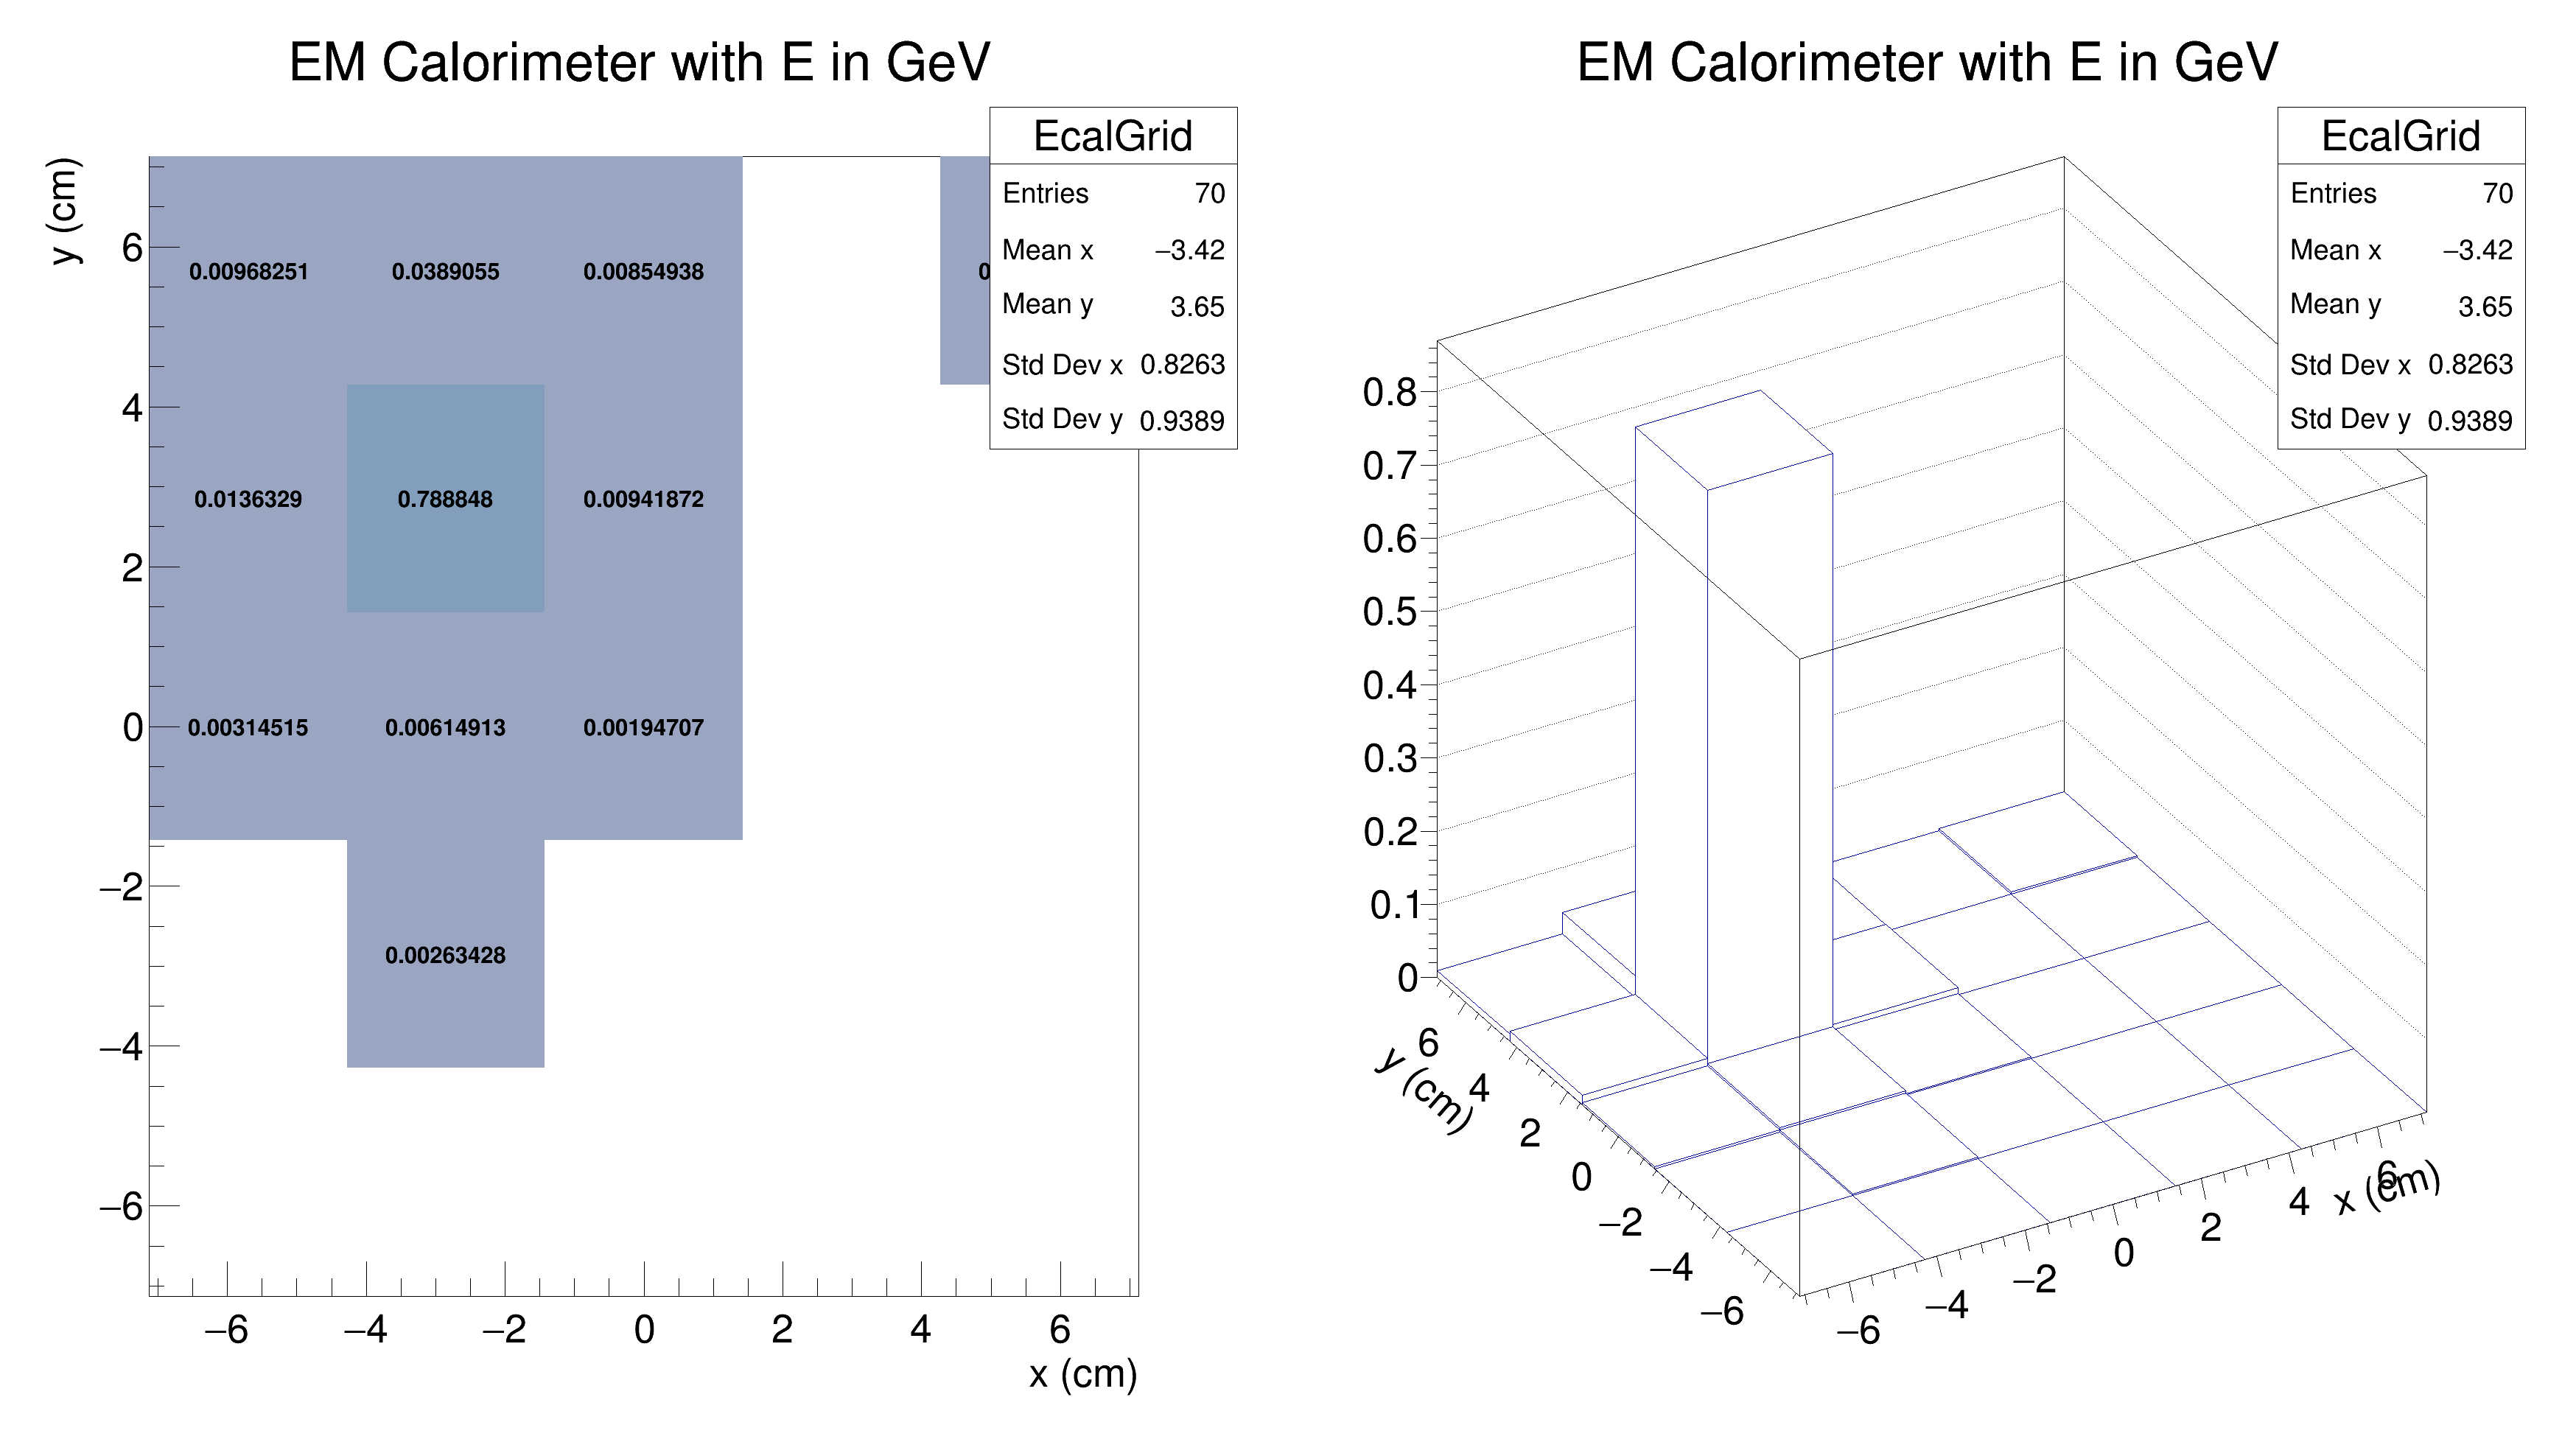 EM Calorimeter with E in GeV
EcalGrid
Entries 70
Mean x −3.42
Mean y 3.65
Std Dev x 0.8263
Std Dev y 0.9389
y (cm)
6
4
2
0
−2
−4
−6
0.00968251 0.0389055 0.00854938
0.0136329 0.788848 0.00941872
0.00314515 0.00614913 0.00194707
0.00263428
−6 −4 −2 0 2 4 6
x (cm)
EM Calorimeter with E in GeV
EcalGrid
Entries 70
Mean x −3.42
Mean y 3.65
Std Dev x 0.8263
Std Dev y 0.9389
0.8
0.7
0.6
0.5
0.4
0.3
0.2
0.1
0
6
4
2
0
−2
−4
−6
y (cm)
−6 −4 −2 0 2 4 6
x (cm)